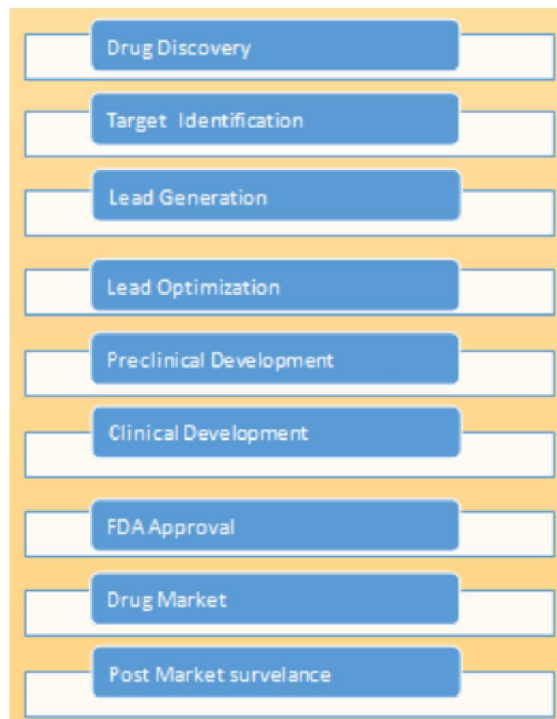 Drug Discovery
Target Identification
Lead Generation
Lead Optimization
Preclinical Development
Clinical Development
FDA Approval
Drug Market
Post Market survelance